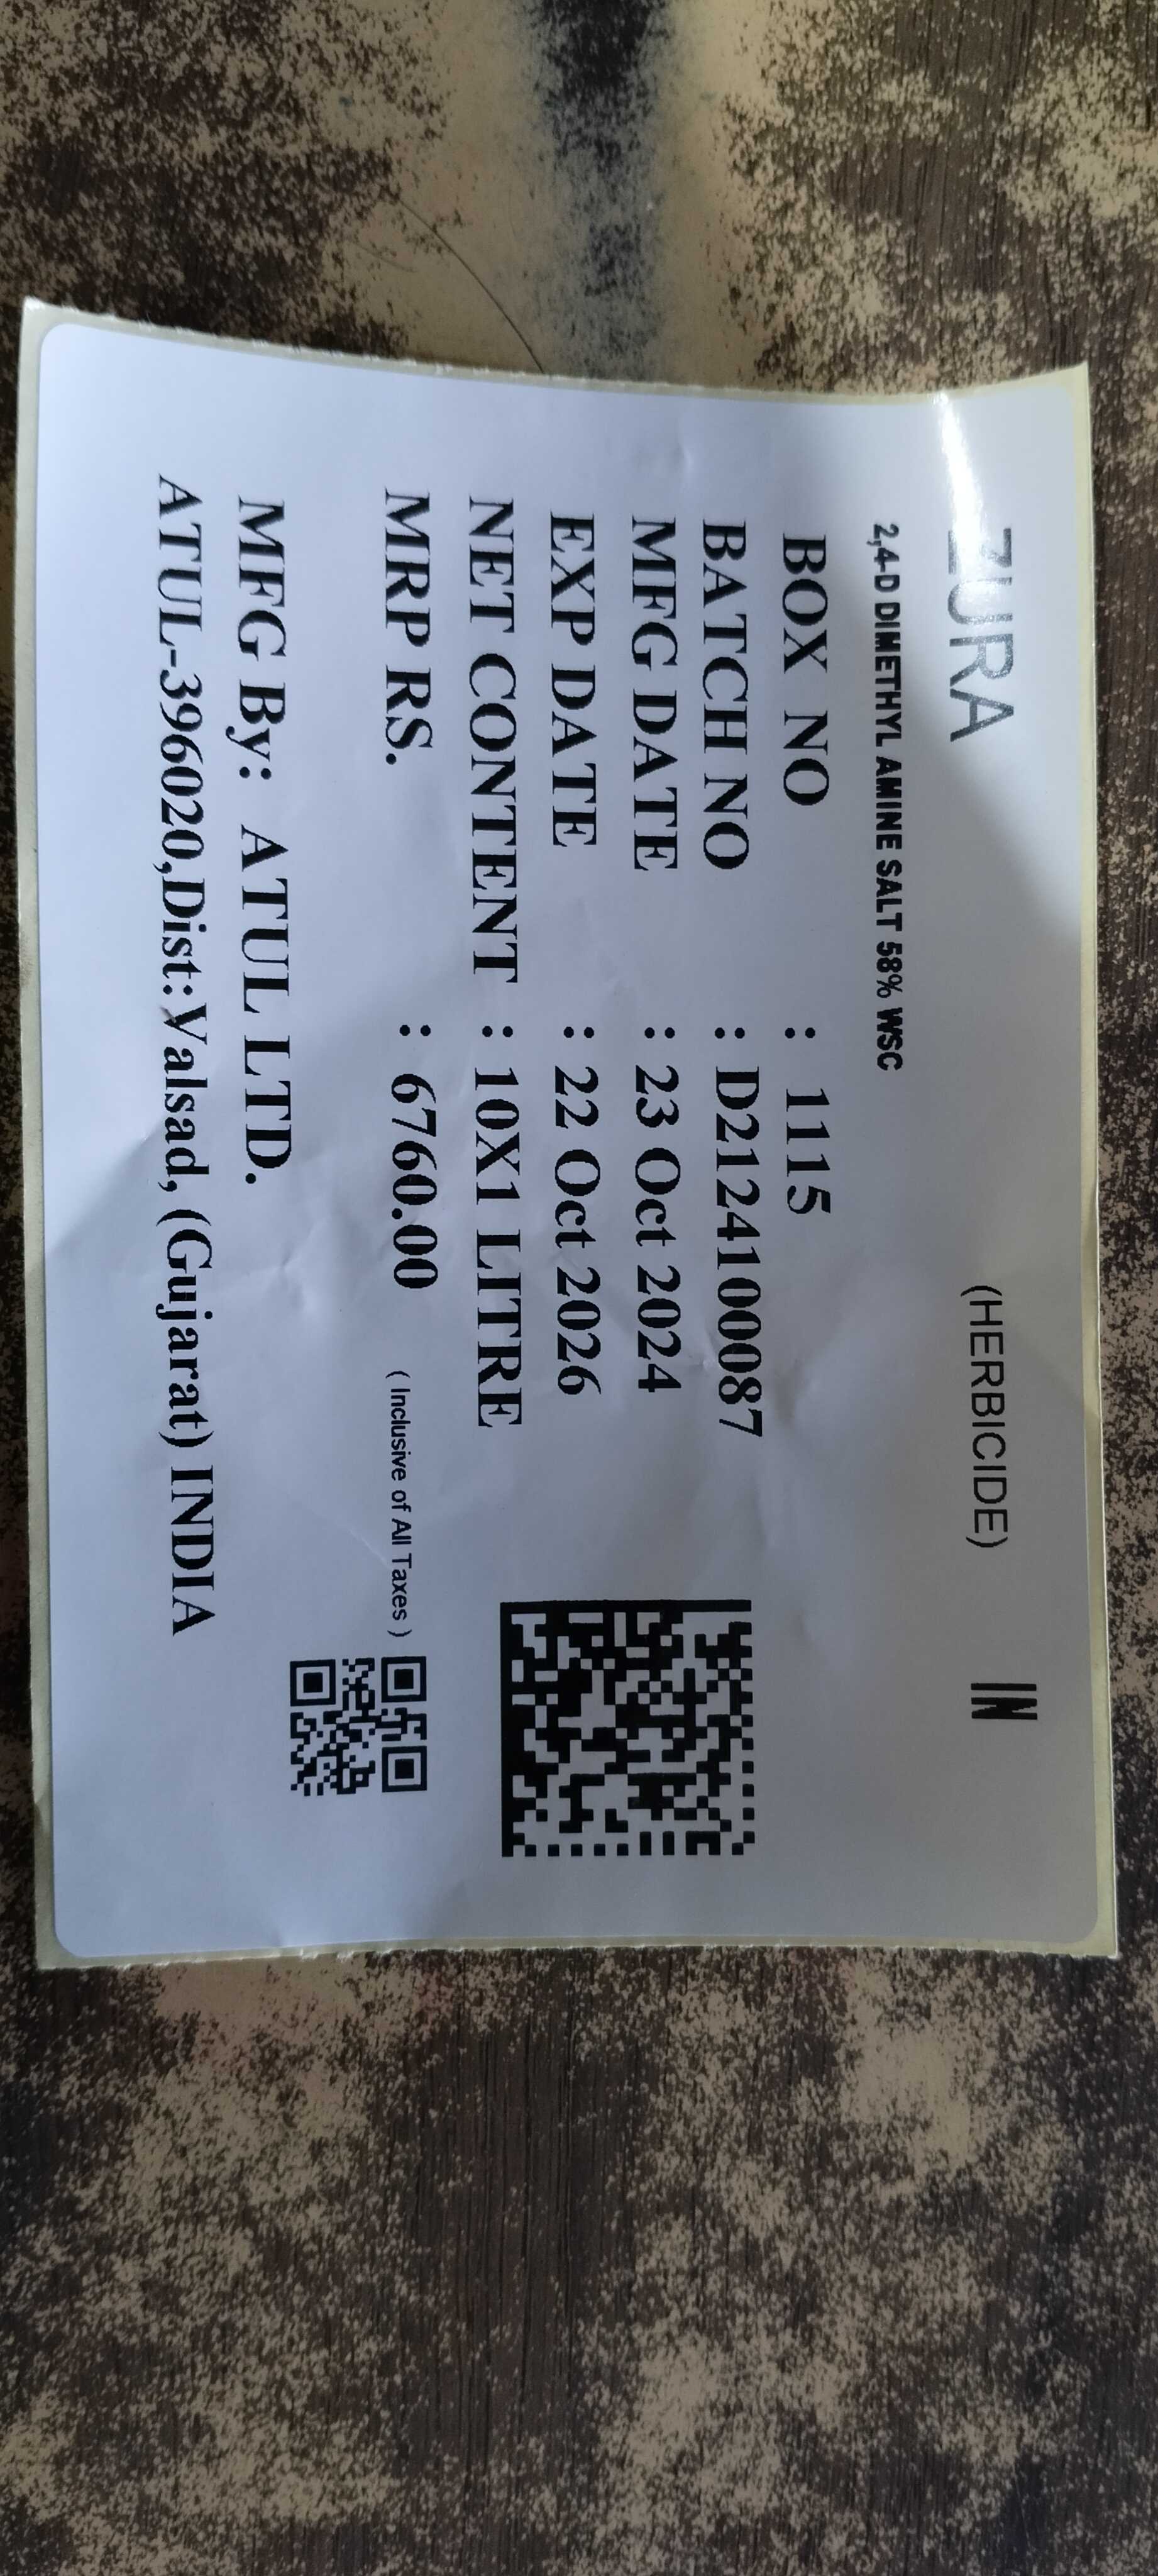 ZURA (HERBICIDE) IN
2,4-D DIMETHYL AMINE SALT 58% WSC
BOX NO : 1115
BATCH NO : D212410087
MFG DATE : 23 Oct 2024
EXP DATE : 22 Oct 2026
NET CONTENT : 10X1 LITRE
MRP RS. : 6760.00 ( Inclusive of All Taxes )
MFG By: ATUL LTD.
ATUL-396020,Dist:Valsad, (Gujarat) INDIA